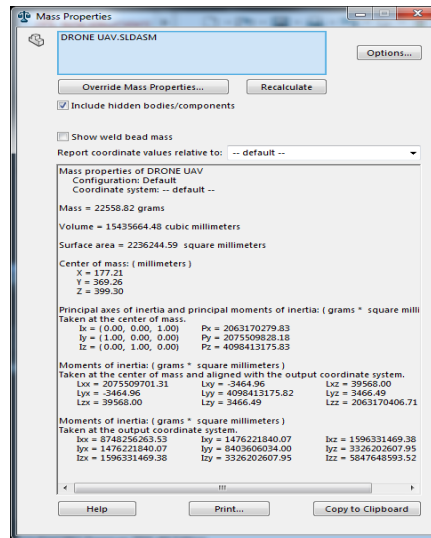 Mass Properties
DRONE UAV.SLDASM
Options...
Override Mass Properties... Recalculate
Include hidden bodies/components
Show weld bead mass
Report coordinate values relative to: -- default --
Mass properties of DRONE UAV
Configuration: Default
Coordinate system: -- default --
Mass = 22558.82 grams
Volume = 15435664.48 cubic millimeters
Surface area = 2236244.59 square millimeters
Center of mass: ( millimeters )
X = 177.21
Y = 369.26
Z = 399.30
Principal axes of inertia and principal moments of inertia: ( grams * square milli
Taken at the center of mass.
Ix = (0.00, 0.00, 1.00) Px = 2063170279.83
Iy = (1.00, 0.00, 0.00) Py = 2075509828.18
Iz = (0.00, 1.00, 0.00) Pz = 4098413175.83
Moments of inertia: ( grams * square millimeters )
Taken at the center of mass and aligned with the output coordinate system.
Lxx = 2075509701.31 Lxy = -3464.96 Lxz = 39568.00
Lyx = -3464.96 Lyy = 4098413175.82 Lyz = 3466.49
Lzx = 39568.00 Lzy = 3466.49 Lzz = 2063170406.71
Moments of inertia: ( grams * square millimeters )
Taken at the output coordinate system.
Ixx = 8748256263.53 Ixy = 1476221840.07 Ixz = 1596331469.38
Iyx = 1476221840.07 Iyy = 8403606034.00 Iyz = 3326202607.95
Izx = 1596331469.38 Izy = 3326202607.95 Izz = 5847648593.52
Help Print... Copy to Clipboard